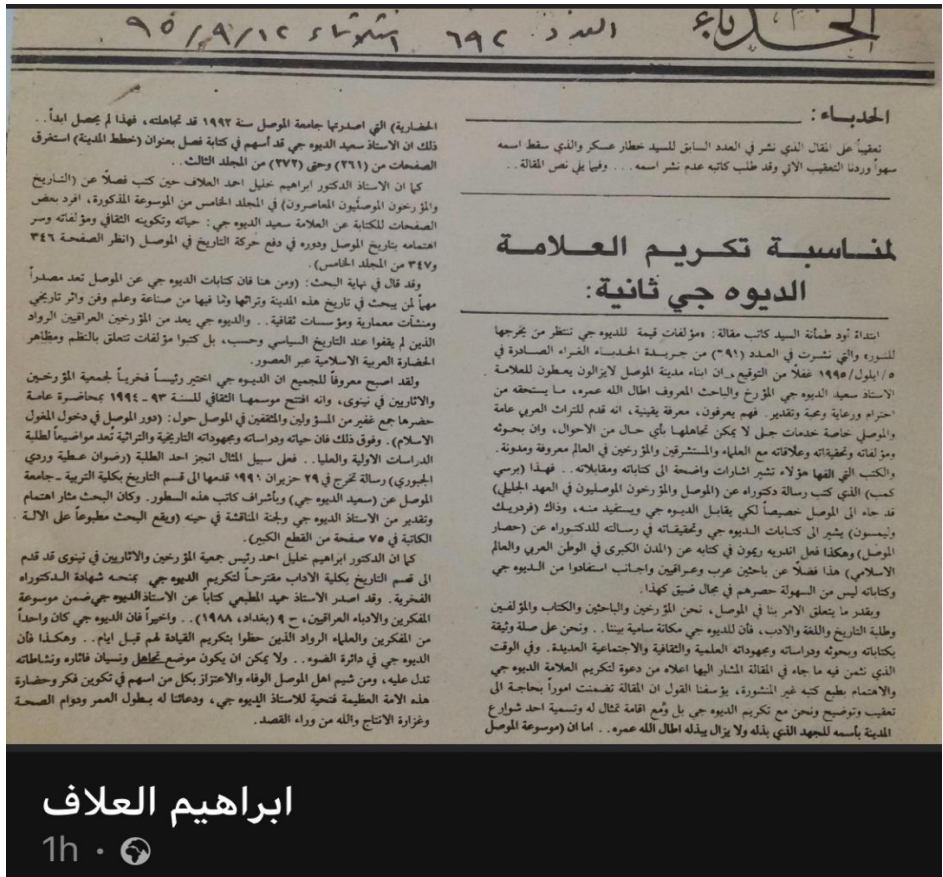 الحدباء
العدد ٦٩٢ الثلاثاء ٩٥/٩/١٢
الحدبـاء:
تعقيباً على المقال الذي نشر في العدد السابق للسيد خطار عسكر والذي سقط اسمه
سهواً وردنا التعقيب الاتي وقد طلب كاتبه عدم نشر اسمه... وفيما يلي نص المقالة..
لمنـاسبـة تكريـم العـلامـة
الديوه جي ثانية:
ابتداءً أود طمأنة السيد كاتب مقالة: ومؤلفات قيمة للديوه جي تنتظر من يخرجها
للنور» والتي نشرت في العدد (٦٩١) من جريدة الحدباء الغراء الصادرة في
٥/ايلول/١٩٩٥ غفلاً من التوقيع، ان ابناء مدينة الموصل لايزالون يعطون للعلامة
الاستاذ سعيد الديوه جي المؤرخ والباحث المعروف اطال الله عمره، ما يستحقه من
احترام ورعاية ومحبة وتقدير. فهم يعرفون، معرفة يقينية، انه قدم للتراث العربي عامة
والموصلي خاصة خدمات جلى لا يمكن تجاهلها بأي حال من الاحوال، وان بحوثه
ومؤلفاته وتحقيقاته وعلاقاته مع العلماء والمستشرقين والمؤرخين في العالم معروفة ومدونة.
والكتب التي الفها هؤلاء تشير اشارات واضحة الى كتاباته ومقابلاته.. فهذا (برسي
كمب) الذي كتب رسالة دكتوراه عن (الموصل والمؤرخون الموصليون في العهد الجليلي)
قد جاء الى الموصل خصيصاً لكي يقابل الديوه جي ويستفيد منه، وذاك (فردريك
وليمسون) يشير الى كتابات الديوه جي وتحقيقاته في رسالته للدكتوراه عن (حصار
الموصل) وهكذا فعل اندريه ريمون في كتابه عن (المدن الكبرى في الوطن العربي والعالم
الاسلامي) هذا فضلاً عن باحثين عرب وعراقيين واجانب استفادوا من الديوه جي
وكتاباته ليس من السهولة حصرهم في مجال ضيق كهذا.
وبقدر ما يتعلق الامر بنا في الموصل، نحن المؤرخين والباحثين والكتاب والمؤلفين
وطلبة التاريخ واللغة والادب، فأن للديوه جي مكانة سامية بيننا.. ونحن على صلة وثيقة
بكتاباته وبحوثه ودراساته ومجهوداته العلمية والثقافية والاجتماعية العديدة. وفي الوقت
الذي نثمن فيه ما جاء في المقالة المشار اليها اعلاه من دعوة لتكريم العلامة الديوه جي
والاهتمام بطبع كتبه غير المنشورة، يؤسفنا القول ان المقالة تضمنت اموراً بحاجة الى
تعقيب وتوضيح ونحن مع تكريم الديوه جي بل ومع اقامة تمثال له وتسمية احد شوارع
المدينة بأسمه للجهد الذي بذله ولا يزال يبذله اطال الله عمره.. اما ان (موسوعة الموصل
الحضارية) التي اصدرتها جامعة الموصل سنة ١٩٩٢ قد تجاهلته، فهذا لم يحصل ابداً..
ذلك ان الاستاذ سعيد الديوه جي قد أسهم في كتابة فصل بعنوان (خطط المدينة) استغرق
الصفحات من (٢٦١) وحتى (٢٧٢) من المجلد الثالث..
كما ان الاستاذ الدكتور ابراهيم خليل احمد العلاف حين كتب فصلاً عن (التاريخ
والمؤرخون الموصليون المعاصرون) في المجلد الخامس من الموسوعة المذكورة، افرد بعض
الصفحات للكتابة عن العلامة سعيد الديوه جي: حياته وتكوينه الثقافي ومؤلفاته وسر
اهتمامه بتاريخ الموصل ودوره في دفع حركة التاريخ في الموصل (انظر الصفحة ٣٤٦
و٣٤٧ من المجلد الخامس).
وقد قال في نهاية البحث: (ومن هنا فان كتابات الديوه جي عن الموصل تعد مصدراً
مهماً لمن يبحث في تاريخ هذه المدينة وتراثها وما فيها من صناعة وعلم وفن واثر تاريخي
ومنشآت معمارية ومؤسسات ثقافية.. والديوه جي يعد من المؤرخين العراقيين الرواد
الذين لم يقفوا عند التاريخ السياسي وحسب، بل كتبوا مؤلفات تتعلق بالنظم ومظاهر
الحضارة العربية الاسلامية عبر العصور.
ولقد اصبح معروفاً للجميع ان الديوه جي اختير رئيساً فخرياً لجمعية المؤرخين
والاثاريين في نينوى، وانه افتتح موسمها الثقافي للسنة ٩٣-١٩٩٤ بمحاضرة عامة
حضرها جمع غفير من المسؤولين والمثقفين في الموصل حول: (دور الموصل في دخول المغول
الاسلام). وفوق ذلك فان حياته ودراساته ومجهوداته التاريخية والتراثية تُعد مواضيعاً لطلبة
الدراسات الاولية والعليا.. فعلى سبيل المثال انجز احد الطلبة (رضوان عطية وردي
الجبوري) رسالة تخرج في ٢٩ حزيران ١٩٩١ قدمها الى قسم التاريخ بكلية التربية - جامعة
الموصل عن (سعيد الديوه جي) وبأشراف كاتب هذه السطور. وكان البحث مثار اهتمام
وتقدير من الاستاذ الديوه جي ولجنة المناقشة في حينه (ويقع البحث مطبوعاً على الالة
الكاتبة في ٧٥ صفحة من القطع الكبير).
كما ان الدكتور ابراهيم خليل احمد رئيس جمعية المؤرخين والاثاريين في نينوى قد قدم
الى قسم التاريخ بكلية الاداب مقترحاً لتكريم الديوه جي بمنحه شهادة الدكتوراه
الفخرية. وقد اصدر الاستاذ حميد المطبعي كتاباً عن الاستاذ الديوه جي ضمن موسوعة
المفكرين والادباء العراقيين، ح ٩ (بغداد، ١٩٨٨).. واخيراً فان الديوه جي كان واحداً
من المفكرين والعلماء الرواد الذين حظوا بتكريم القيادة لهم قبل ايام.. وهكذا فأن
الديوه جي في دائرة الضوء.. ولا يمكن ان يكون موضع تجاهل ونسيان فاثاره ونشاطاته
تدل عليه، ومن شيم اهل الموصل الوفاء والاعتزاز بكل من اسهم في تكوين فكر وحضارة
هذه الامة العظيمة فتحية للاستاذ الديوه جي، ودعائنا له بطول العمر ودوام الصحة
وغزارة الانتاج والله من وراء القصد.
ابراهيم العلاف
1h